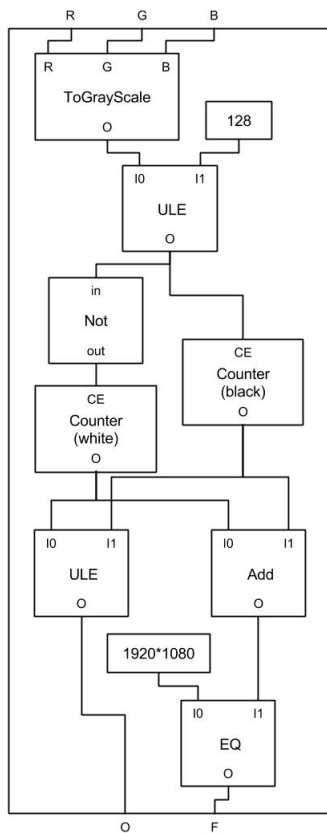 R G B
R G B
ToGrayScale
O
128
I0 I1
ULE
O
in
Not
out
CE
Counter
(black)
O
CE
Counter
(white)
O
I0 I1
ULE
O
I0 I1
Add
O
1920*1080
I0 I1
EQ
O
O F